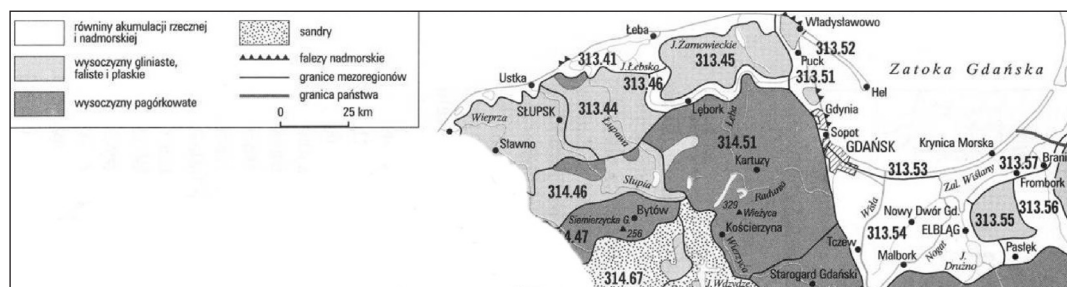 równiny akumulacji rzecznej
i nadmorskiej
wysoczyzny gliniaste,
faliste i płaskie
wysoczyzny pagórkowate
sandry
falezy nadmorskie
granice mezoregionów
granica państwa
0 25 km
Władysławowo
Łeba
J.Żarnowieckie
313.52
313.41
J.Łebsko
313.45
Puck
313.51
Zatoka Gdańska
Ustka
313.46
Hel
313.44
Lębork
Łeba
Gdynia
Wieprza
SŁUPSK
Łupawa
Sopot
Sławno
314.51
GDAŃSK
Krynica Morska
Kartuzy
313.53
313.57
Zal. Wiślany
Frombork
314.46
Słupia
Radunia
Wisła
329
Wieżyca
Nowy Dwór Gd.
313.56
Siemierzycka G.
Bytów
313.55
256
Kościerzyna
313.54
ELBLĄG
Wierzyca
Tczew
Nogat
Pasłęk
Malbork
J.
Drużno
314.67
Starogard Gdański
J.Wdzydze